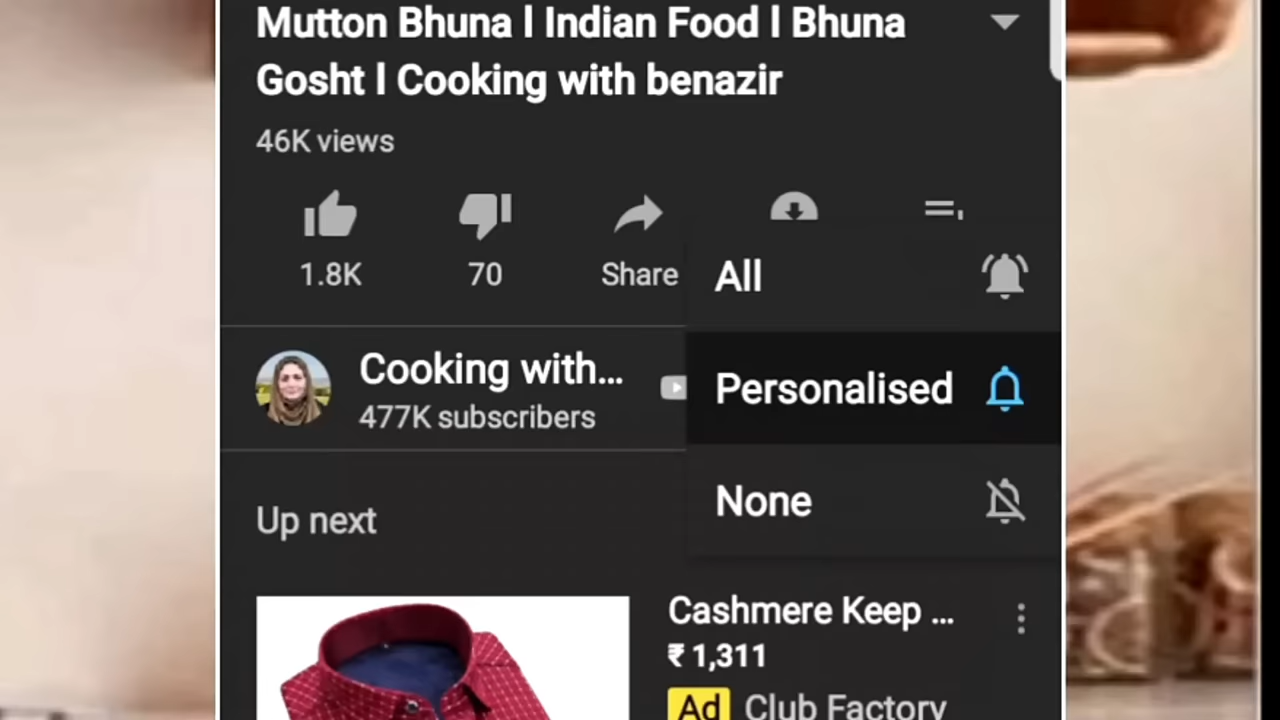 Mutton Bhuna l Indian Food l Bhuna
Gosht l Cooking with benazir
46K views
1.8K
70
Share
All
Personalised
None
Cooking with...
477K subscribers
Up next
Cashmere Keep ...
₹ 1,311
Ad Club Factory